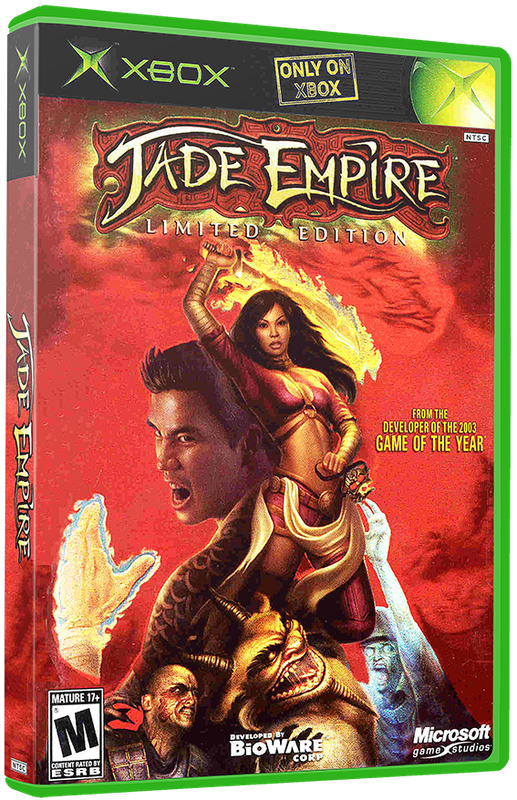 XBOX
XBOX
ONLY ON
XBOX
NTSC
JADE EMPIRE
LIMITED EDITION
JADE EMPIRE
FROM THE
DEVELOPER OF THE 2003
GAME OF THE YEAR
MATURE 17+
M
CONTENT RATED BY
ESRB
DEVELOPED BY
BIOWARE
CORP
Microsoft
game studios
NTSC